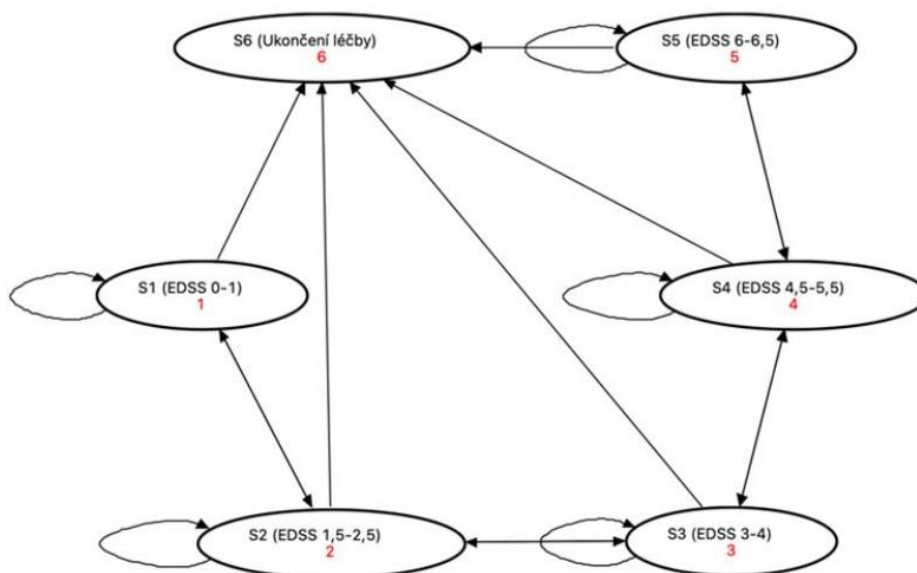 S6 (Ukončení léčby)
6
S5 (EDSS 6-6,5)
5
S1 (EDSS 0-1)
1
S4 (EDSS 4,5-5,5)
4
S2 (EDSS 1,5-2,5)
2
S3 (EDSS 3-4)
3